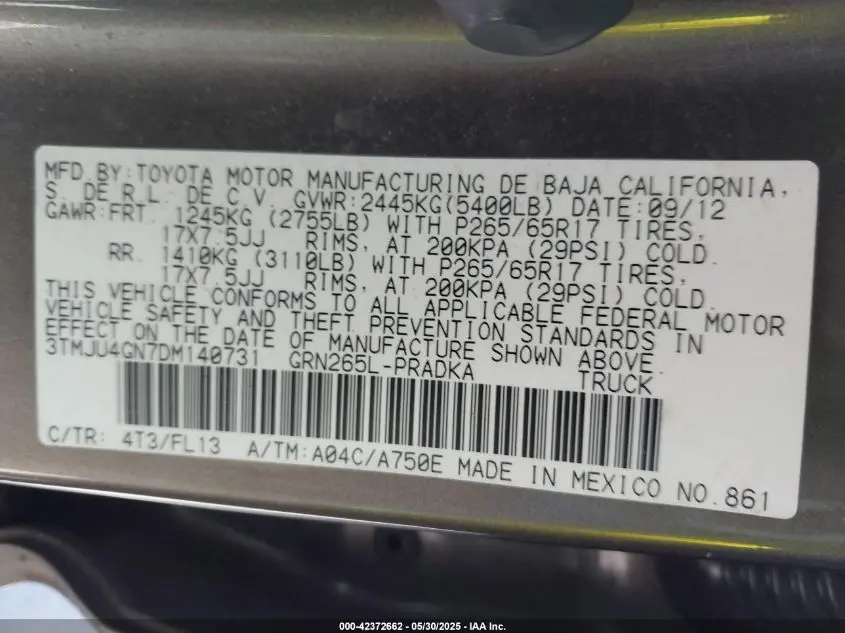 MFD.BY:TOYOTA MOTOR MANUFACTURING DE BAJA CALIFORNIA,
S. DE R.L. DE C.V. GVWR:2445KG(5400LB) DATE:09/12
GAWR:FRT. 1245KG (2755LB) WITH P265/65R17 TIRES,
17X7.5JJ RIMS, AT 200KPA (29PSI) COLD.
RR. 1410KG (3110LB) WITH P265/65R17 TIRES,
17X7.5JJ RIMS, AT 200KPA (29PSI) COLD.
THIS VEHICLE CONFORMS TO ALL APPLICABLE FEDERAL MOTOR
VEHICLE SAFETY AND THEFT PREVENTION STANDARDS IN
EFFECT ON THE DATE OF MANUFACTURE SHOWN ABOVE.
3TMJU4GN7DM140731 GRN265L-PRADKA TRUCK
C/TR: 4T3/FL13 A/TM:A04C/A750E MADE IN MEXICO NO.861
000-42372662 - 05/30/2025 - IAA Inc.